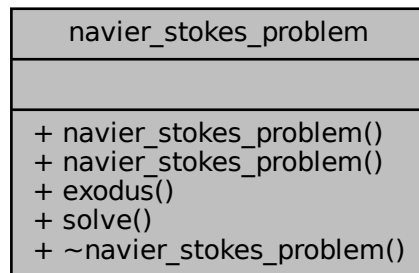 navier_stokes_problem
+ navier_stokes_problem()
+ navier_stokes_problem()
+ exodus()
+ solve()
+ ~navier_stokes_problem()